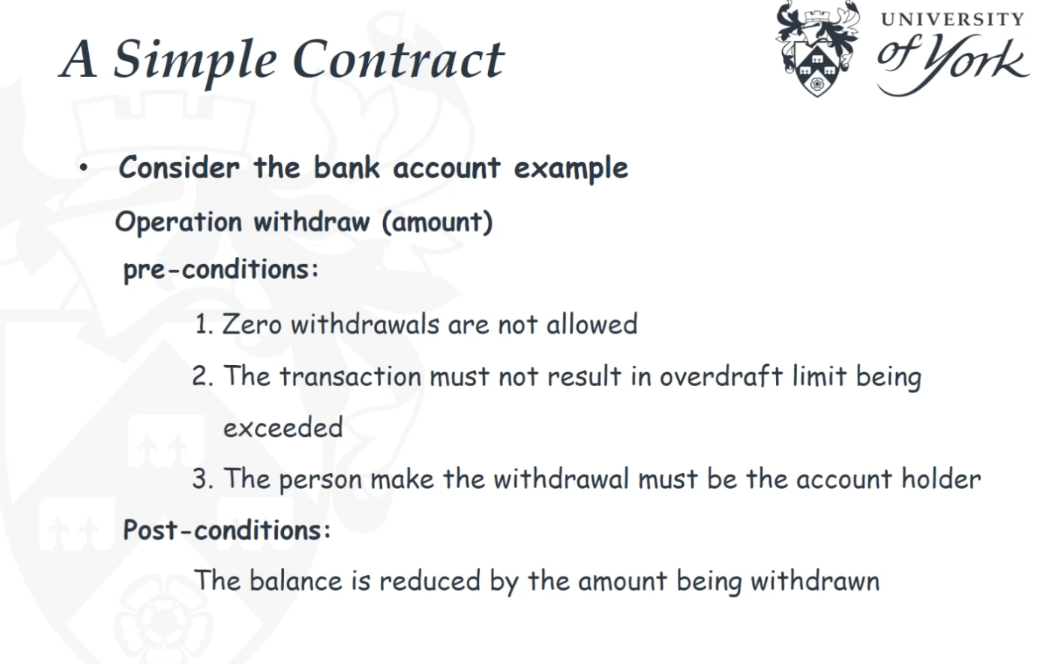 A Simple Contract
UNIVERSITY
of York
• Consider the bank account example
Operation withdraw (amount)
pre-conditions:
1. Zero withdrawals are not allowed
2. The transaction must not result in overdraft limit being
exceeded
3. The person make the withdrawal must be the account holder
Post-conditions:
The balance is reduced by the amount being withdrawn